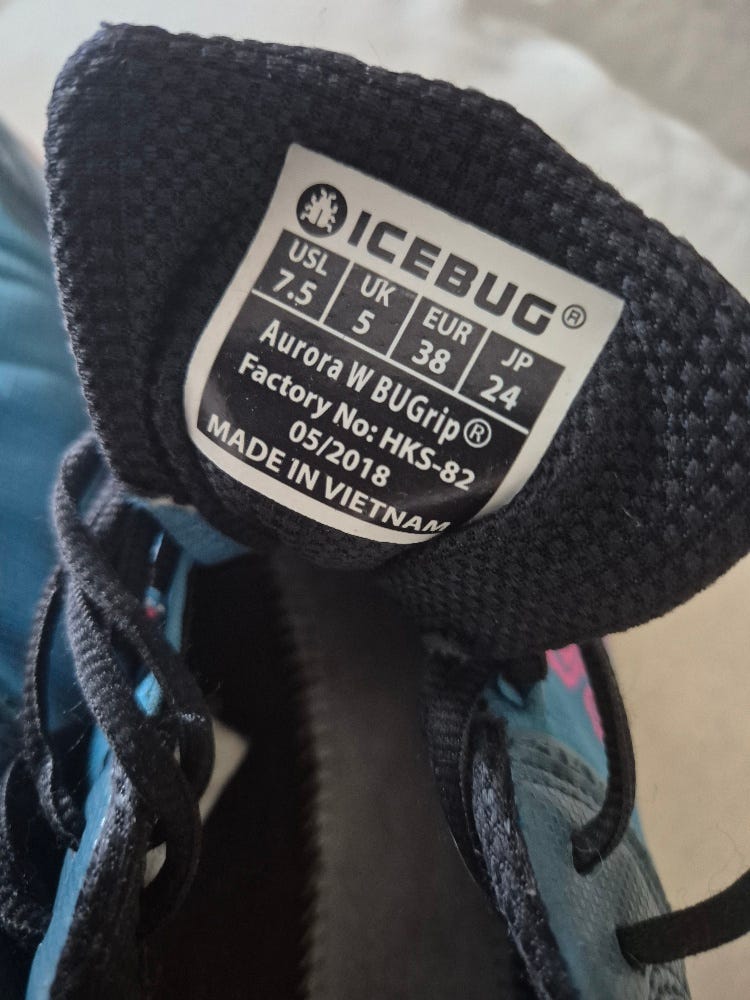 ICEBUG®
USL UK EUR JP
7.5 5 38 24
Aurora W BUGrip®
Factory No: HKS-82
05/2018
MADE IN VIETNAM